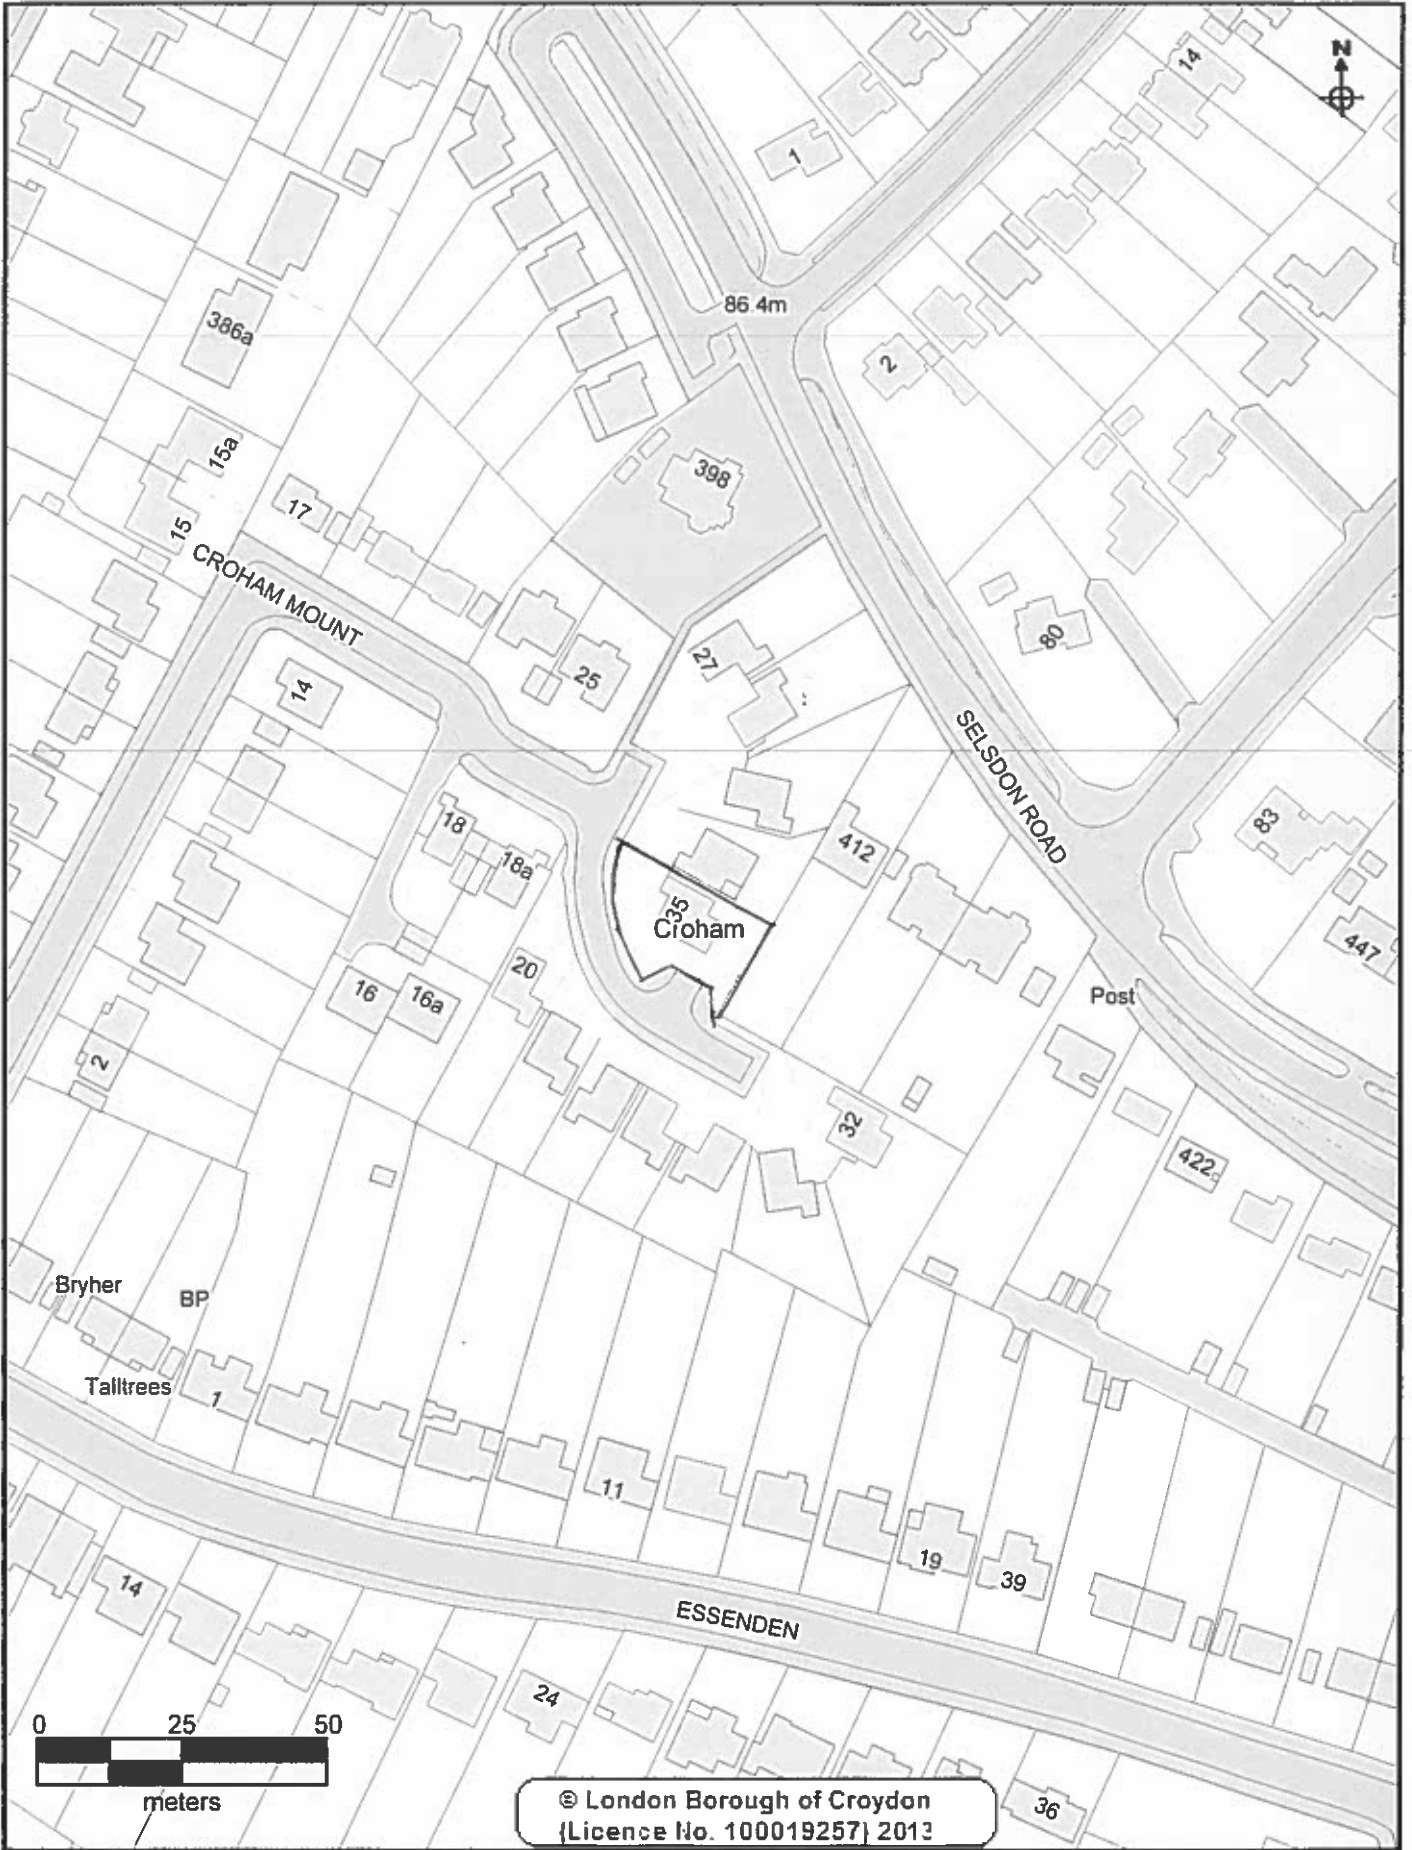 N
14
1
86.4m
386a
2
15a
398
17
15
CROHAM MOUNT
80
27
25
14
SELSDON ROAD
83
18
412
18a
35
Croham
447
20
16
16a
Post
2
32
422
Bryher
BP
Talltrees
1
11
19
39
14
ESSENDEN
24
0 25 50
meters
36
© London Borough of Croydon
(Licence No. 100019257) 2013